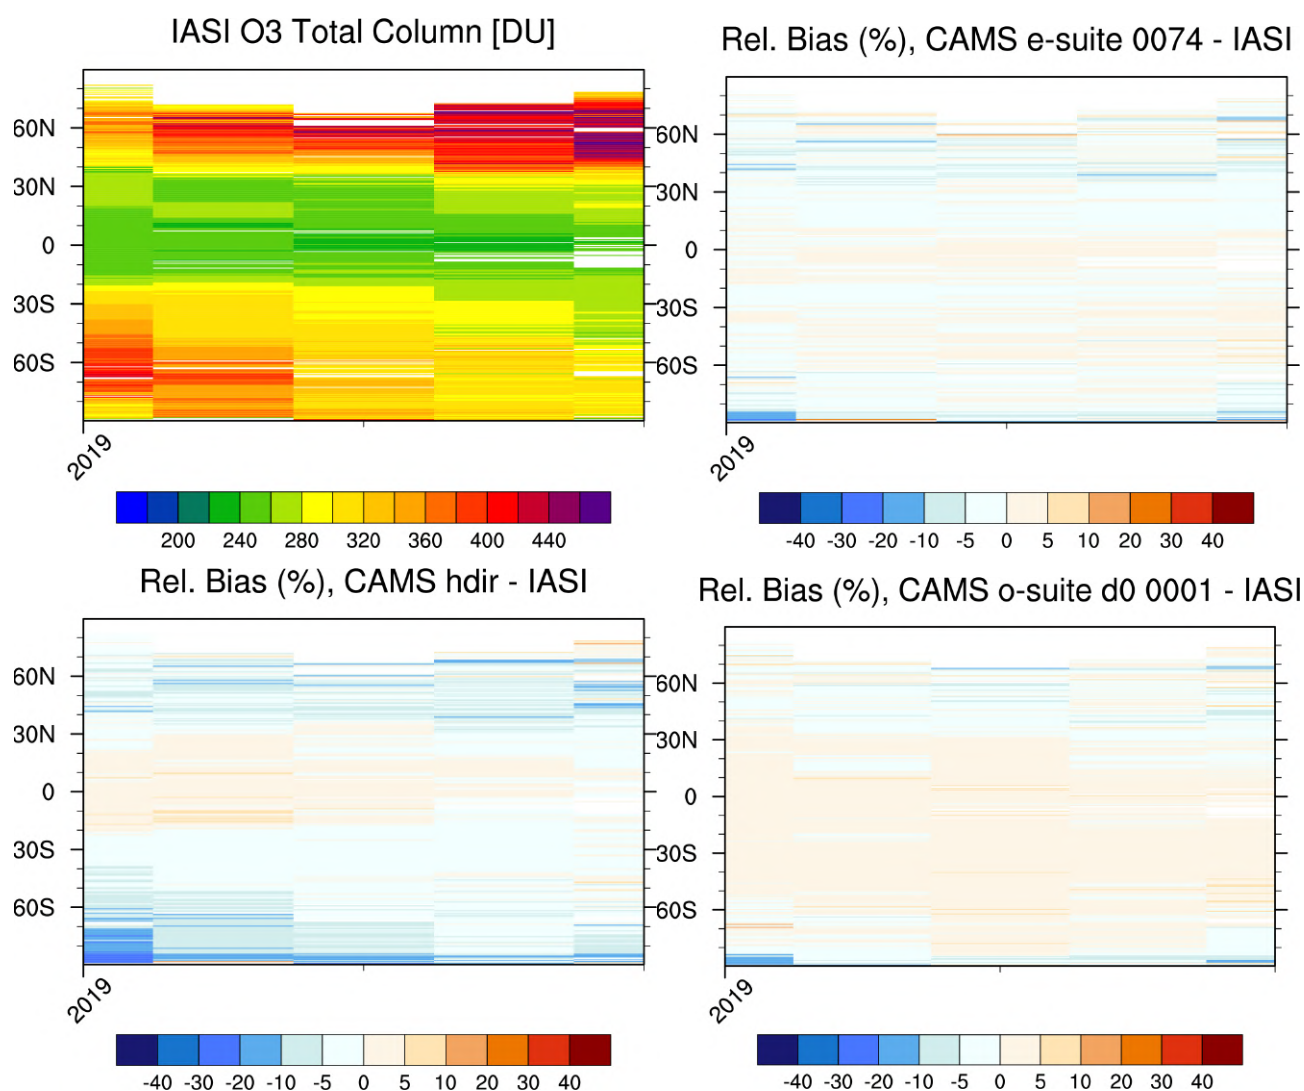 IASI O3 Total Column [DU]
60N
30N
0
30S
60S
2019
200 240 280 320 360 400 440
Rel. Bias (%), CAMS e-suite 0074 - IASI
60N
30N
0
30S
60S
2019
-40 -30 -20 -10 -5 0 5 10 20 30 40
Rel. Bias (%), CAMS hdir - IASI
60N
30N
0
30S
60S
2019
-40 -30 -20 -10 -5 0 5 10 20 30 40
Rel. Bias (%), CAMS o-suite d0 0001 - IASI
60N
30N
0
30S
60S
2019
-40 -30 -20 -10 -5 0 5 10 20 30 40